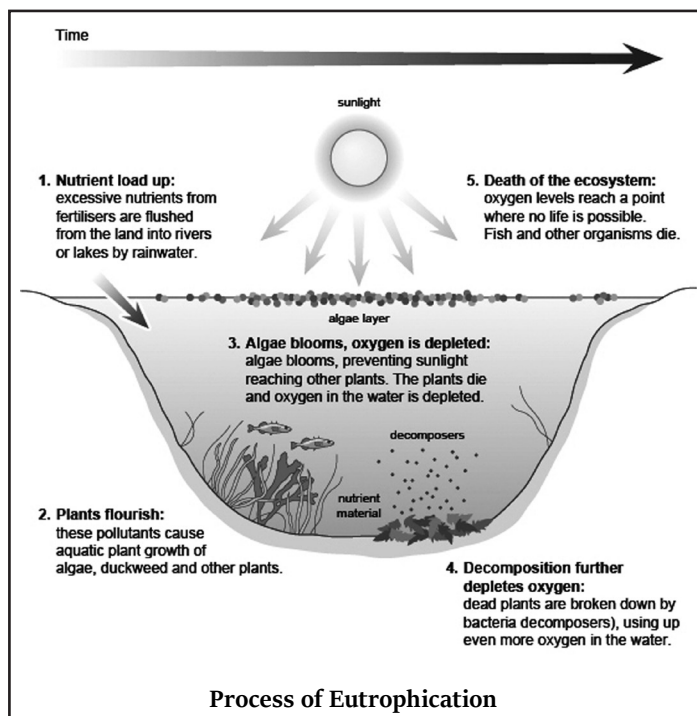 Time
sunlight
1. Nutrient load up:
excessive nutrients from
fertilisers are flushed
from the land into rivers
or lakes by rainwater.
5. Death of the ecosystem:
oxygen levels reach a point
where no life is possible.
Fish and other organisms die.
algae layer
3. Algae blooms, oxygen is depleted:
algae blooms, preventing sunlight
reaching other plants. The plants die
and oxygen in the water is depleted.
decomposers
nutrient
material
2. Plants flourish:
these pollutants cause
aquatic plant growth of
algae, duckweed and other plants.
4. Decomposition further
depletes oxygen:
dead plants are broken down by
bacteria decomposers), using up
even more oxygen in the water.
Process of Eutrophication